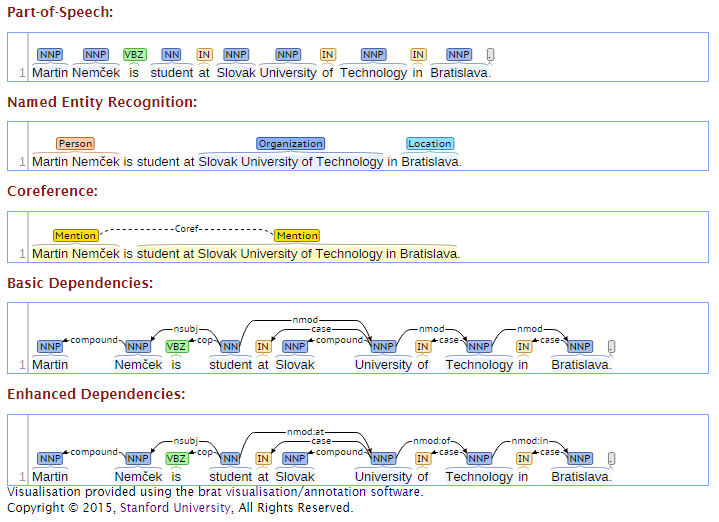 Part-of-Speech:
NNP NNP VBZ NN IN NNP NNP IN NNP IN NNP .
1 Martin Nemček is student at Slovak University of Technology in Bratislava.
Named Entity Recognition:
Person Organization Location
1 Martin Nemček is student at Slovak University of Technology in Bratislava.
Coreference:
Mention Coref Mention
1 Martin Nemček is student at Slovak University of Technology in Bratislava.
Basic Dependencies:
nmod
nsubj case nmod nmod
NNP compound NNP VBZ cop NN IN NNP compound NNP IN case NNP IN case NNP .
1 Martin Nemček is student at Slovak University of Technology in Bratislava.
Enhanced Dependencies:
nmod:at
nsubj case nmod:of nmod:in
NNP compound NNP VBZ cop NN IN NNP compound NNP IN case NNP IN case NNP .
1 Martin Nemček is student at Slovak University of Technology in Bratislava.
Visualisation provided using the brat visualisation/annotation software.
Copyright © 2015, Stanford University, All Rights Reserved.